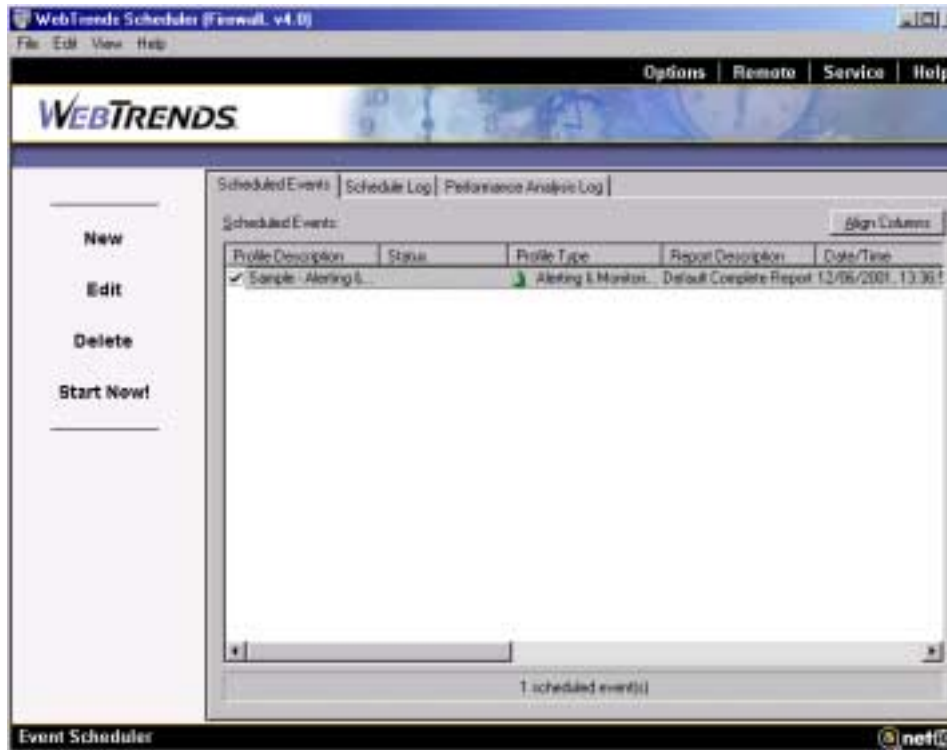 WebTrends Scheduler (Firewall, v4.0)
File Edit View Help
Options Remote Service Help
WEBTRENDS
Scheduled Events Schedule Log Performance Analysis Log
Scheduled Events: Align Columns
Profile Description Status Profile Type Report Description Date/Time
Sample - Alerting &... Alerting & Monitori... Default Complete Report 12/06/2001, 13:36:5
New
Edit
Delete
Start Now!
1 scheduled event(s)
Event Scheduler net